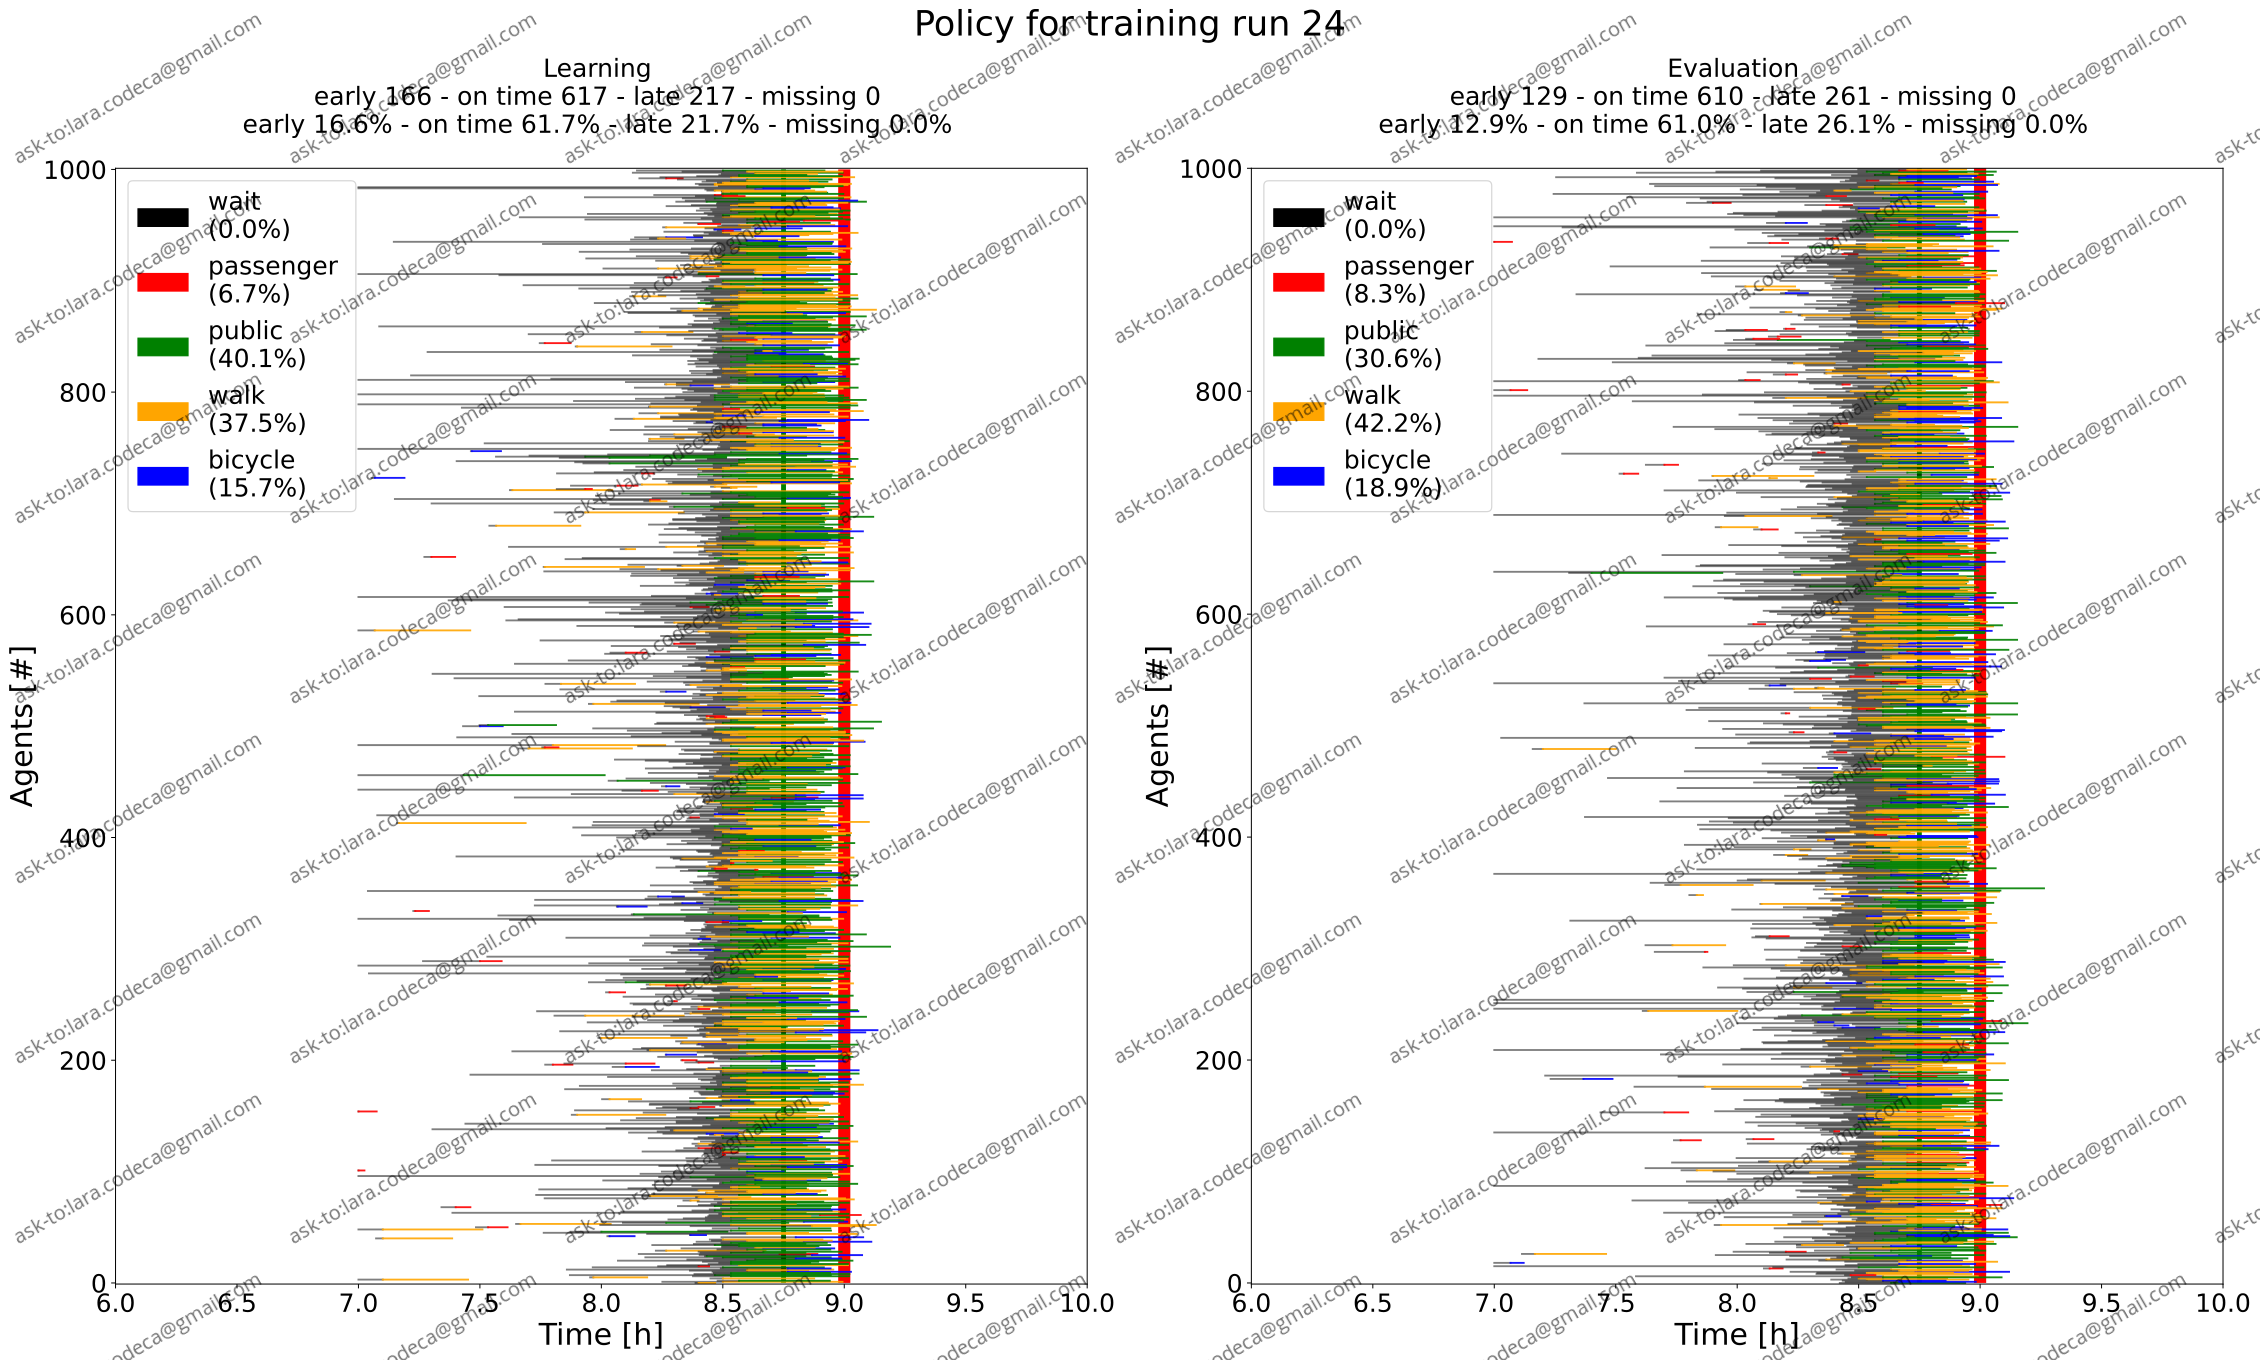 Policy for training run 24
Learning
early 166 - on time 617 - late 217 - missing 0
early 16.6% - on time 61.7% - late 21.7% - missing 0.0%
1000
800
600
400
200
0
Agents [#]
wait
(0.0%)
passenger
(6.7%)
public
(40.1%)
walk
(37.5%)
bicycle
(15.7%)
6.0 6.5 7.0 7.5 8.0 8.5 9.0 9.5 10.0
Time [h]
Evaluation
early 129 - on time 610 - late 261 - missing 0
early 12.9% - on time 61.0% - late 26.1% - missing 0.0%
1000
800
600
400
200
0
Agents [#]
wait
(0.0%)
passenger
(8.3%)
public
(30.6%)
walk
(42.2%)
bicycle
(18.9%)
6.0 6.5 7.0 7.5 8.0 8.5 9.0 9.5 10.0
Time [h]
ask-to:lara.codeca@gmail.com